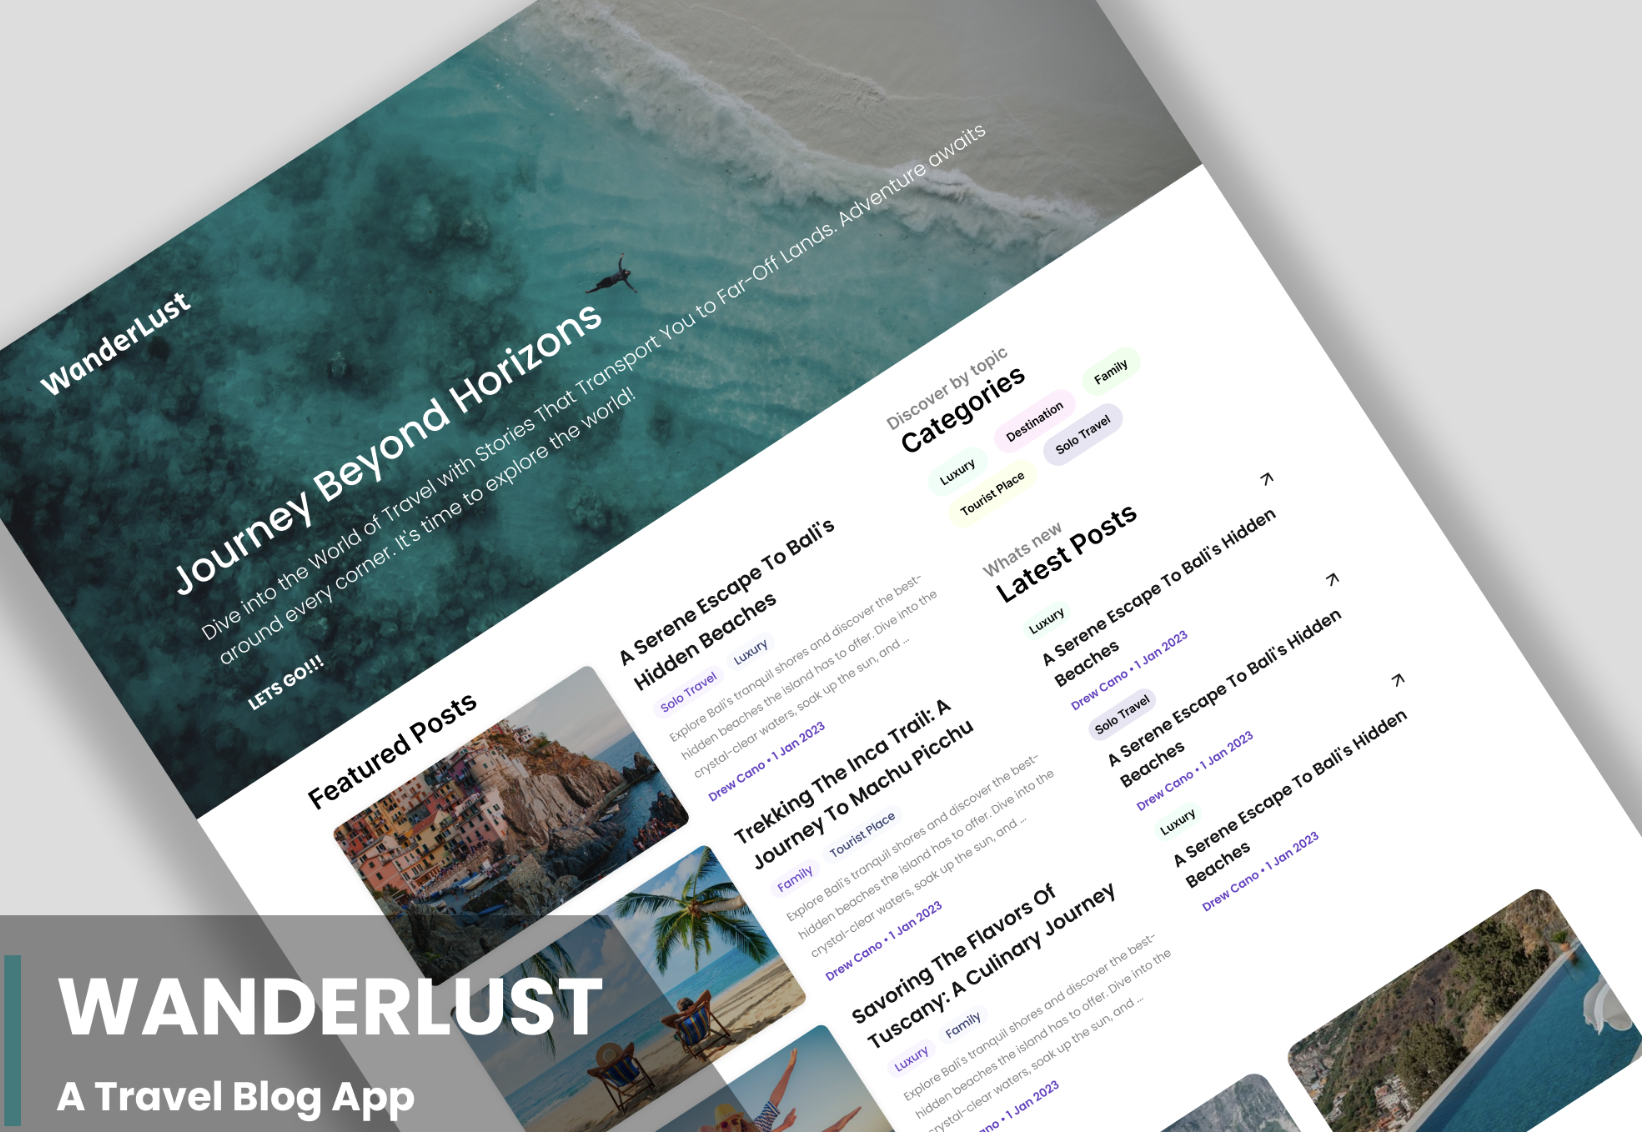 WanderLust
Journey Beyond Horizons
Dive into the World of Travel with Stories That Transport You to Far-Off Lands. Adventure awaits
around every corner. It's time to explore the world!
LETS GO!!!
Featured Posts
A Serene Escape To Bali's
Hidden Beaches
Solo Travel
Luxury
Explore Bali's tranquil shores and discover the best-
hidden beaches the island has to offer. Dive into the
crystal-clear waters, soak up the sun, and ...
Drew Cano • 1 Jan 2023
Trekking The Inca Trail: A
Journey To Machu Picchu
Family
Tourist Place
Explore Bali's tranquil shores and discover the best-
hidden beaches the island has to offer. Dive into the
crystal-clear waters, soak up the sun, and ...
Drew Cano • 1 Jan 2023
Savoring The Flavors Of
Tuscany: A Culinary Journey
Luxury
Family
Explore Bali's tranquil shores and discover the best-
hidden beaches the island has to offer. Dive into the
crystal-clear waters, soak up the sun, and ...
ano • 1 Jan 2023
Discover by topic
Categories
Luxury
Destination
Family
Tourist Place
Solo Travel
Whats new
Latest Posts
Luxury
A Serene Escape To Bali's Hidden
Beaches
Drew Cano • 1 Jan 2023
Solo Travel
A Serene Escape To Bali's Hidden
Beaches
Drew Cano • 1 Jan 2023
Luxury
A Serene Escape To Bali's Hidden
Beaches
Drew Cano • 1 Jan 2023
WANDERLUST
A Travel Blog App